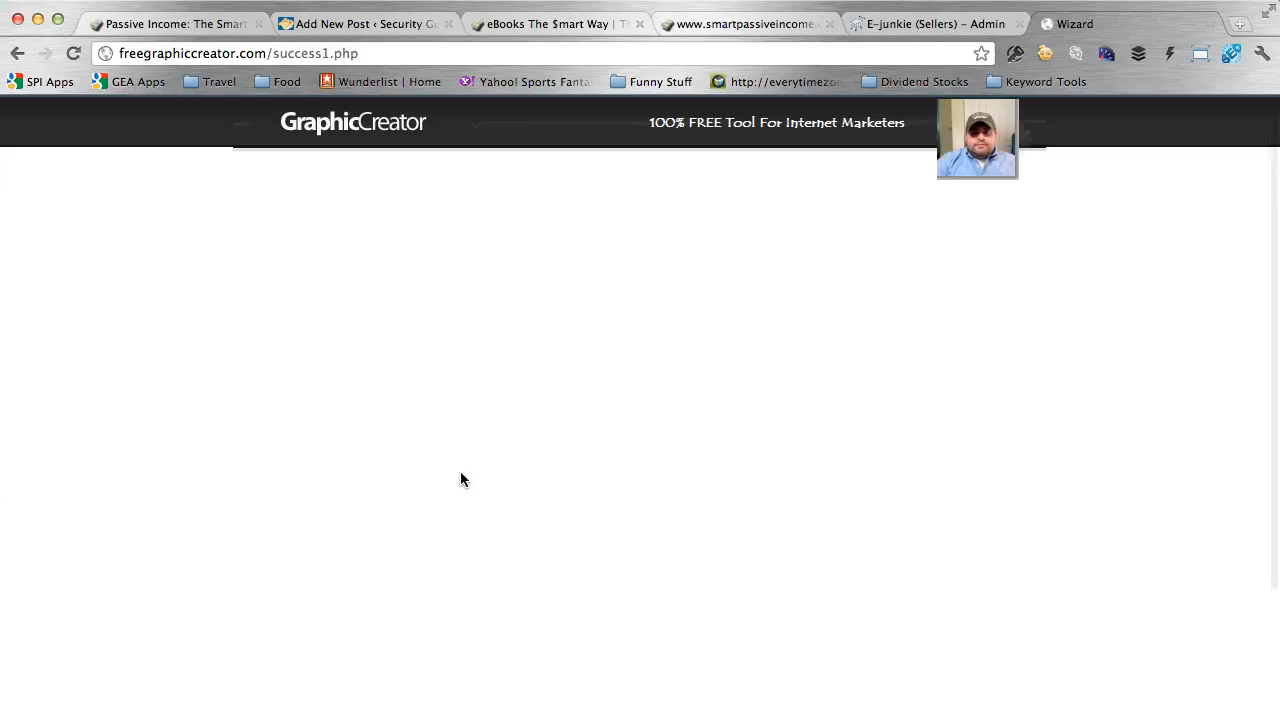 Passive Income: The Smart
Add New Post ‹ Security Gu
eBooks The $mart Way | T
www.smartpassiveincome.
E-junkie (Sellers) – Admin
Wizard
freegraphiccreator.com/success1.php
SPI Apps
GEA Apps
Travel
Food
Wunderlist | Home
Yahoo! Sports Fanta
Funny Stuff
http://everytimezon
Dividend Stocks
Keyword Tools
GraphicCreator
100% FREE Tool For Internet Marketers